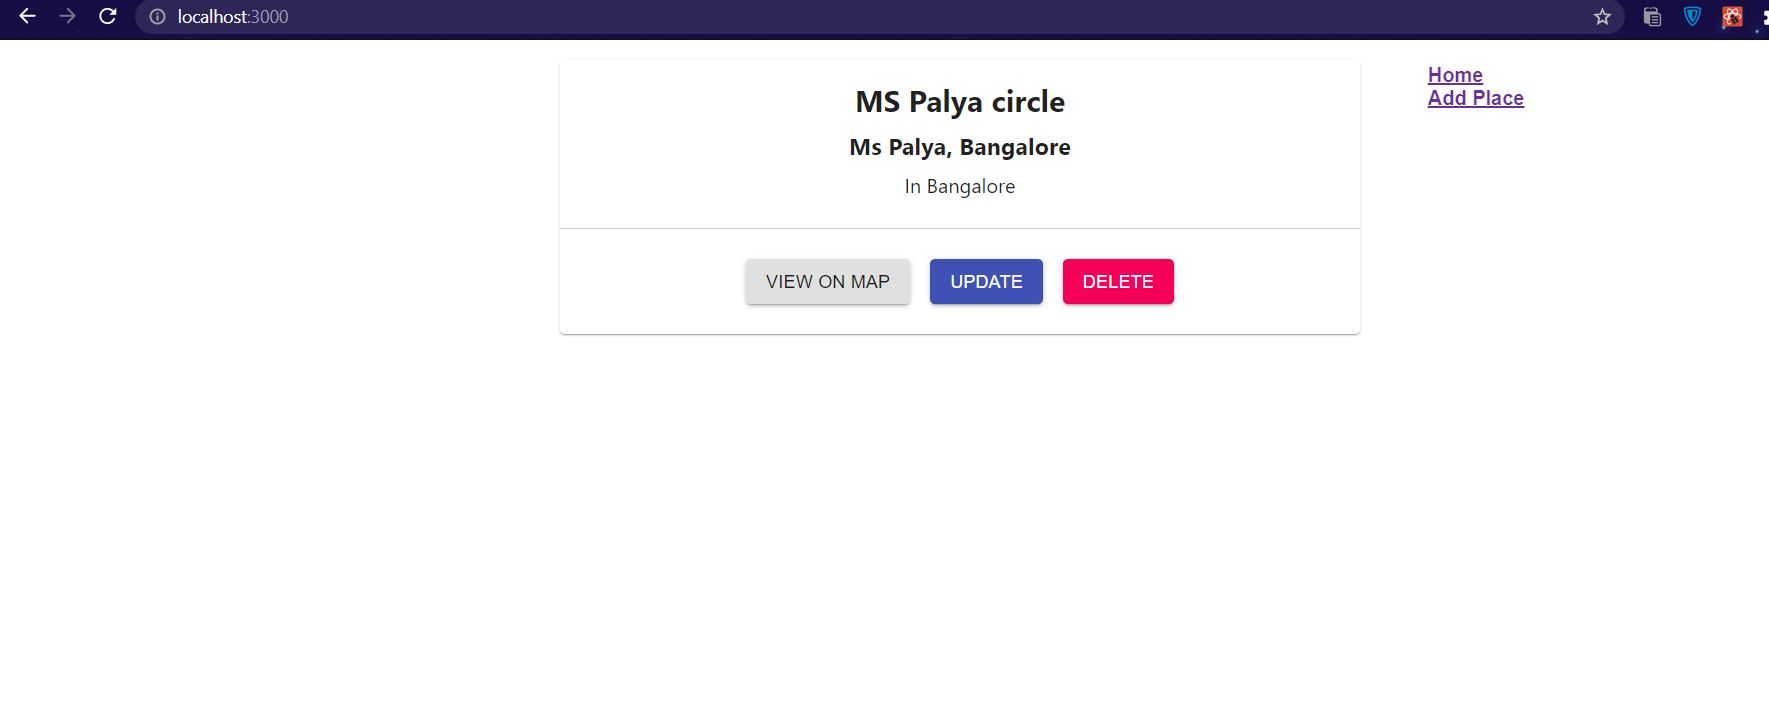 localhost:3000
MS Palya circle
Ms Palya, Bangalore
In Bangalore
VIEW ON MAP
UPDATE
DELETE
Home
Add Place